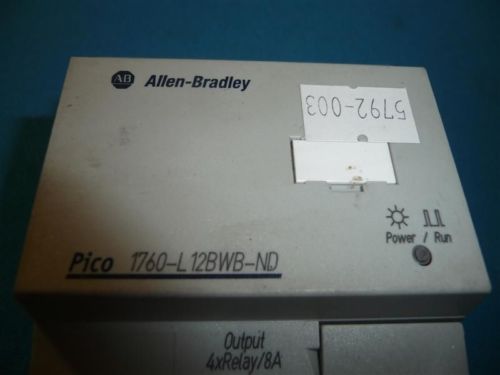 AB Allen-Bradley
5792-003
Power / Run
Pico 1760-L12BWB-ND
Output
4xRelay/8A